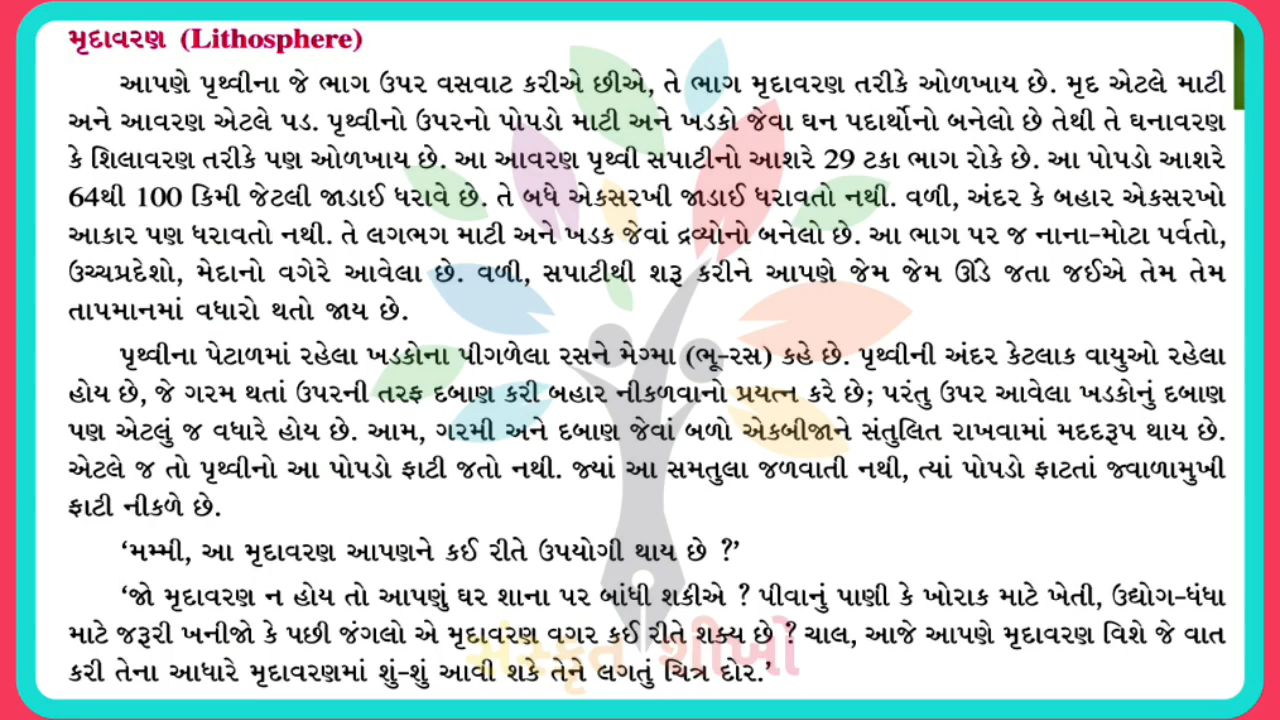 મૃદાવરણ (Lithosphere)
આપણે પૃથ્વીના જે ભાગ ઉપર વસવાટ કરીએ છીએ, તે ભાગ મૃદાવરણ તરીકે ઓળખાય છે. મૃદ એટલે માટી
અને આવરણ એટલે પડ. પૃથ્વીનો ઉપરનો પોપડો માટી અને ખડકો જેવા ઘન પદાર્થોનો બનેલો છે તેથી તે ઘનાવરણ
કે શિલાવરણ તરીકે પણ ઓળખાય છે. આ આવરણ પૃથ્વી સપાટીનો આશરે 29 ટકા ભાગ રોકે છે. આ પોપડો આશરે
64થી 100 કિમી જેટલી જાડાઈ ધરાવે છે. તે બધે એકસરખી જાડાઈ ધરાવતો નથી. વળી, અંદર કે બહાર એકસરખો
આકાર પણ ધરાવતો નથી. તે લગભગ માટી અને ખડક જેવાં દ્રવ્યોનો બનેલો છે. આ ભાગ પર જ નાના-મોટા પર્વતો,
ઉચ્ચપ્રદેશો, મેદાનો વગેરે આવેલા છે. વળી, સપાટીથી શરૂ કરીને આપણે જેમ જેમ ઊંડે જતા જઈએ તેમ તેમ
તાપમાનમાં વધારો થતો જાય છે.
પૃથ્વીના પેટાળમાં રહેલા ખડકોના પીગળેલા રસને મેગ્મા (ભૂ-રસ) કહે છે. પૃથ્વીની અંદર કેટલાક વાયુઓ રહેલા
હોય છે, જે ગરમ થતાં ઉપરની તરફ દબાણ કરી બહાર નીકળવાનો પ્રયત્ન કરે છે; પરંતુ ઉપર આવેલા ખડકોનું દબાણ
પણ એટલું જ વધારે હોય છે. આમ, ગરમી અને દબાણ જેવાં બળો એકબીજાને સંતુલિત રાખવામાં મદદરૂપ થાય છે.
એટલે જ તો પૃથ્વીનો આ પોપડો ફાટી જતો નથી. જ્યાં આ સમતુલા જળવાતી નથી, ત્યાં પોપડો ફાટતાં જ્વાળામુખી
ફાટી નીકળે છે.
‘મમ્મી, આ મૃદાવરણ આપણને કઈ રીતે ઉપયોગી થાય છે ?’
‘જો મૃદાવરણ ન હોય તો આપણું ઘર શાના પર બાંધી શકીએ ? પીવાનું પાણી કે ખોરાક માટે ખેતી, ઉદ્યોગ-ધંધા
માટે જરૂરી ખનીજો કે પછી જંગલો એ મૃદાવરણ વગર કઈ રીતે શક્ય છે ? ચાલ, આજે આપણે મૃદાવરણ વિશે જે વાત
કરી તેના આધારે મૃદાવરણમાં શું-શું આવી શકે તેને લગતું ચિત્ર દોર.’
संस्कृत शीखो